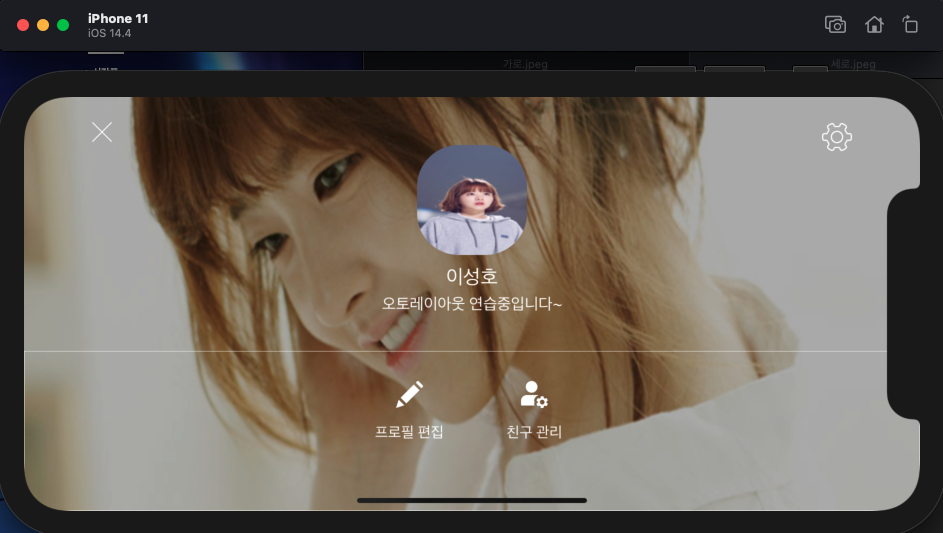 iPhone 11
iOS 14.4
가로.jpeg
세로.jpeg
이성호
오토레이아웃 연습중입니다~
프로필 편집
친구 관리